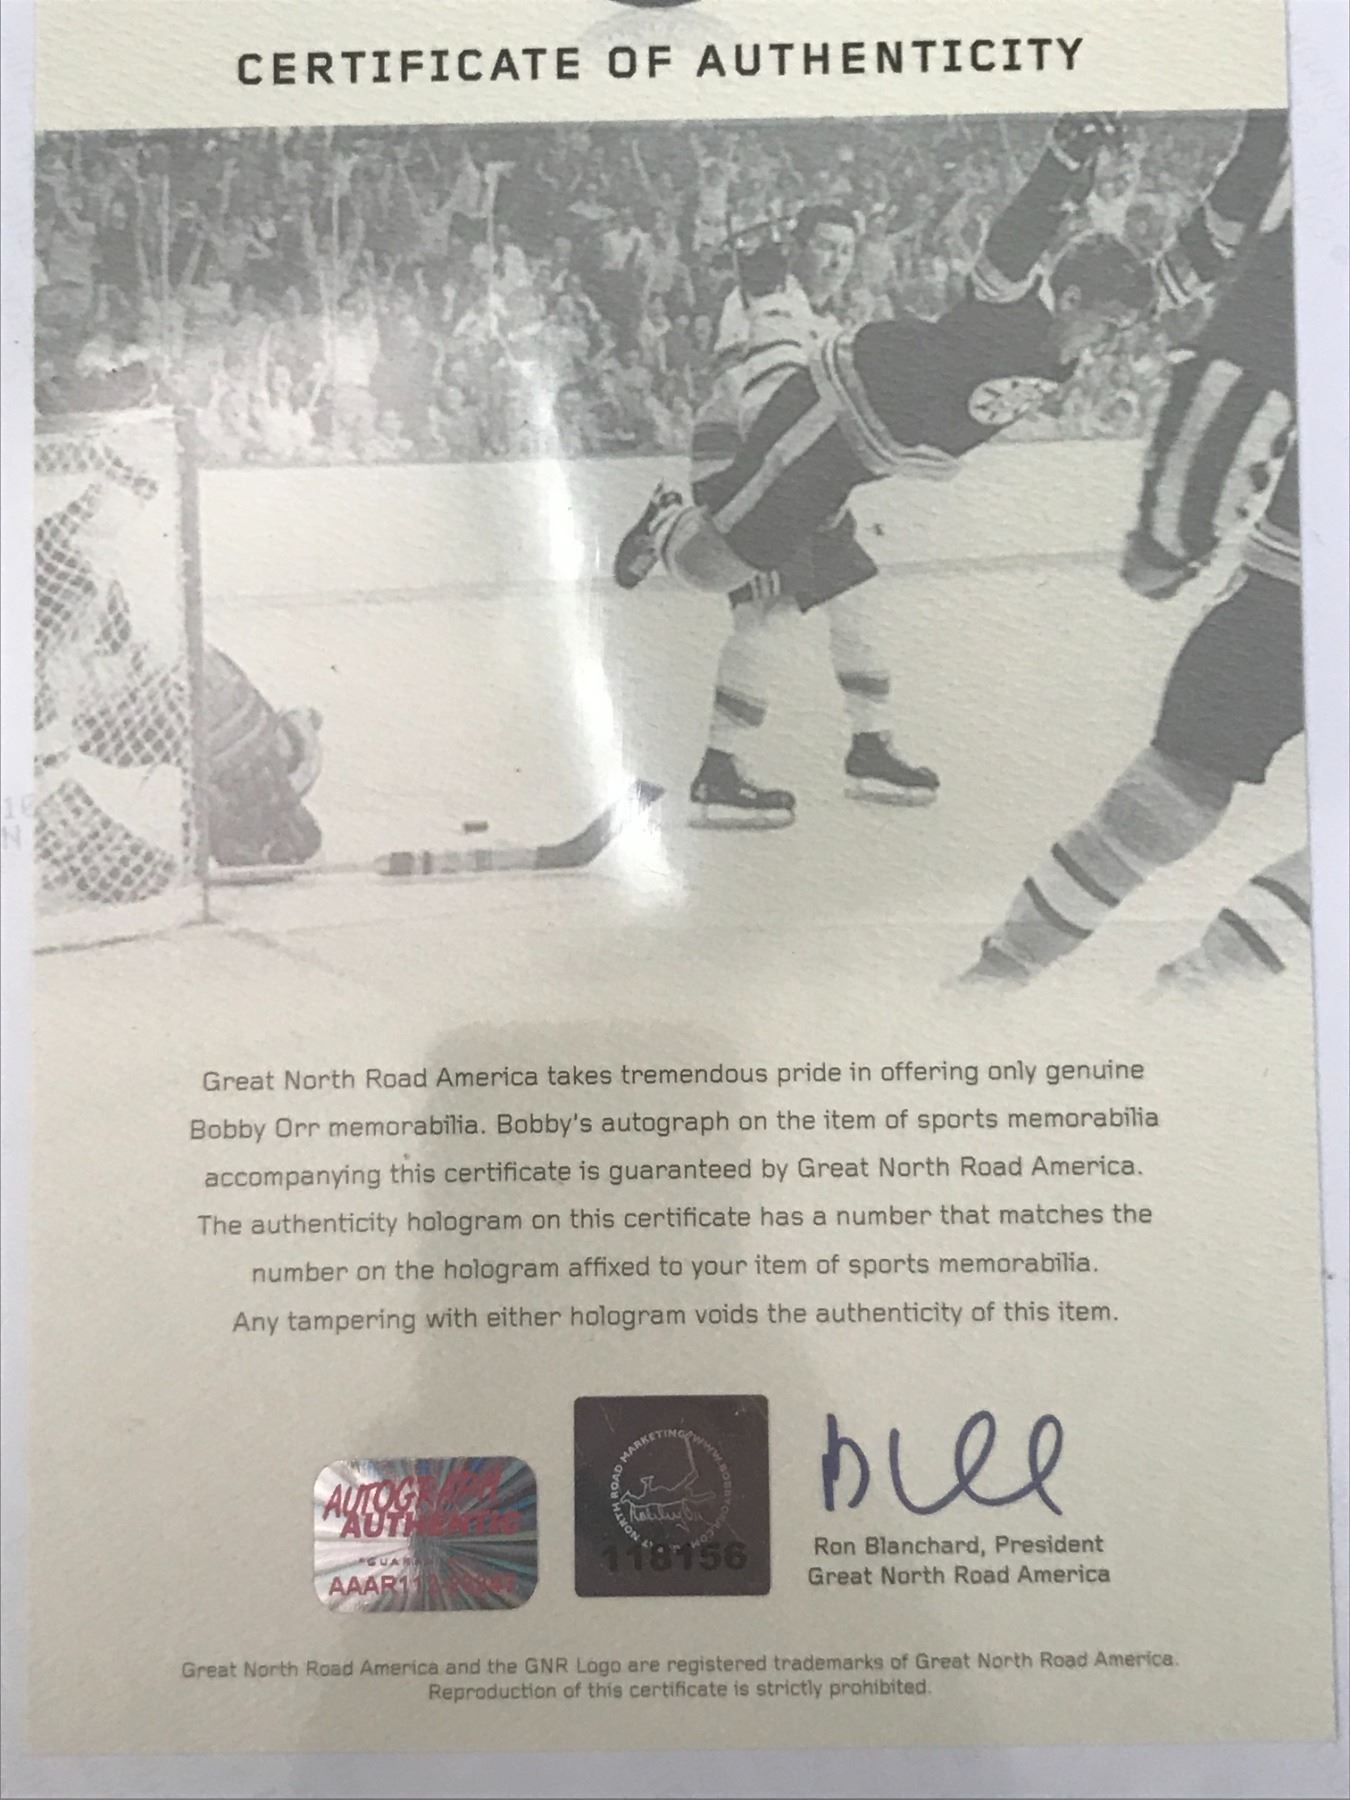 CERTIFICATE OF AUTHENTICITY
Great North Road America takes tremendous pride in offering only genuine
Bobby Orr memorabilia. Bobby's autograph on the item of sports memorabilia
accompanying this certificate is guaranteed by Great North Road America.
The authenticity hologram on this certificate has a number that matches the
number on the hologram affixed to your item of sports memorabilia.
Any tampering with either hologram voids the authenticity of this item.
AUTOGRAPH
AUTHENTIC
NORTH ROAD MARKETING
118156
Ron Blanchard, President
Great North Road America
Great North Road America and the GNR Logo are registered trademarks of Great North Road America.
Reproduction of this certificate is strictly prohibited.